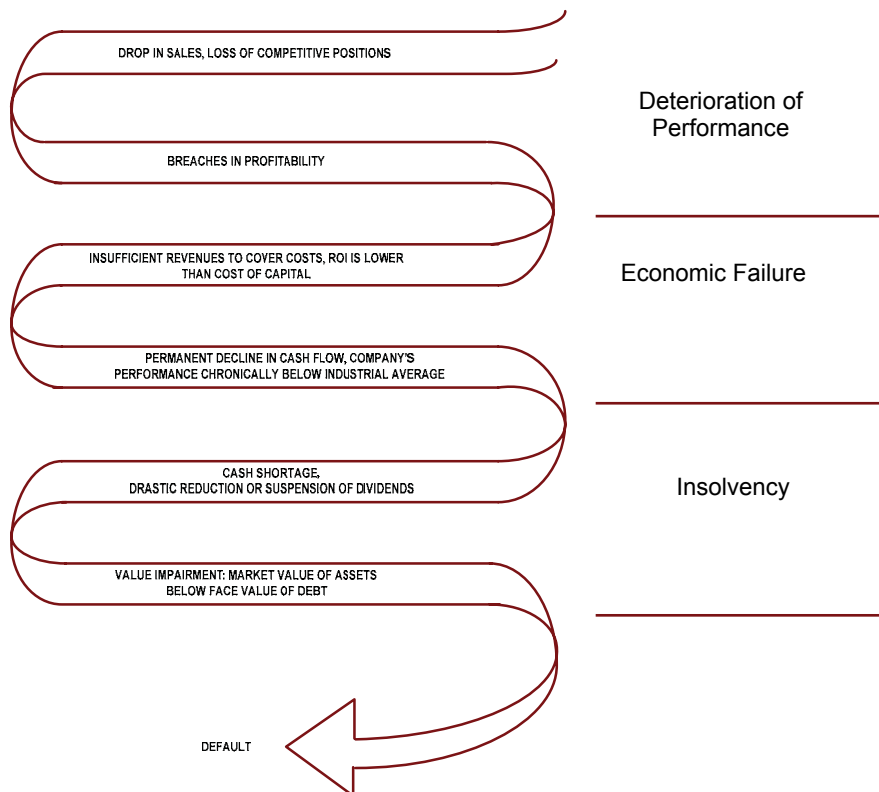 DROP IN SALES, LOSS OF COMPETITIVE POSITIONS
Deterioration of
Performance
BREACHES IN PROFITABILITY
INSUFFICIENT REVENUES TO COVER COSTS, ROI IS LOWER
THAN COST OF CAPITAL
Economic Failure
PERMANENT DECLINE IN CASH FLOW, COMPANY'S
PERFORMANCE CHRONICALLY BELOW INDUSTRIAL AVERAGE
CASH SHORTAGE,
DRASTIC REDUCTION OR SUSPENSION OF DIVIDENDS
Insolvency
VALUE IMPAIRMENT: MARKET VALUE OF ASSETS
BELOW FACE VALUE OF DEBT
DEFAULT